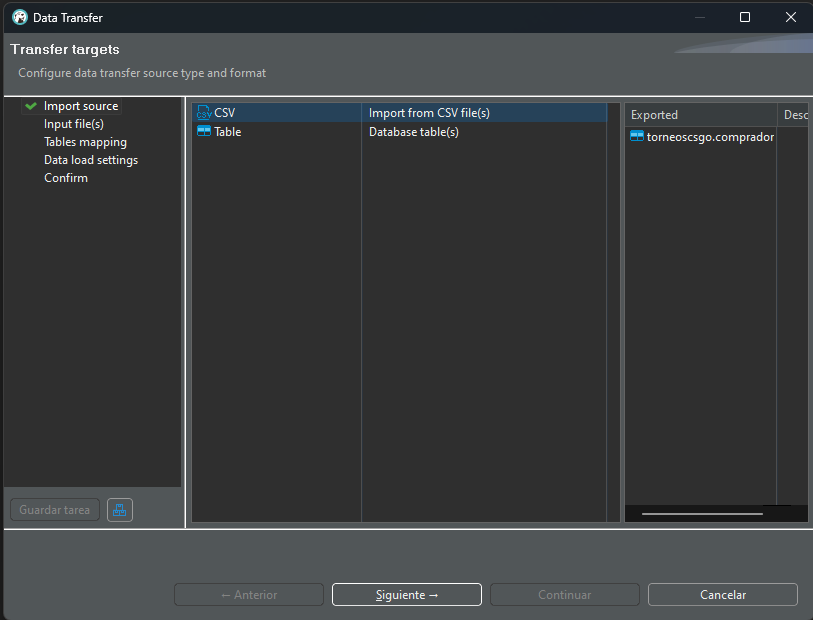 Data Transfer
Transfer targets
Configure data transfer source type and format
Import source
Input file(s)
Tables mapping
Data load settings
Confirm
CSV Import from CSV file(s)
Table Database table(s)
Exported Desc
torneoscsgo.comprador
Guardar tarea
← Anterior
Siguiente →
Continuar
Cancelar